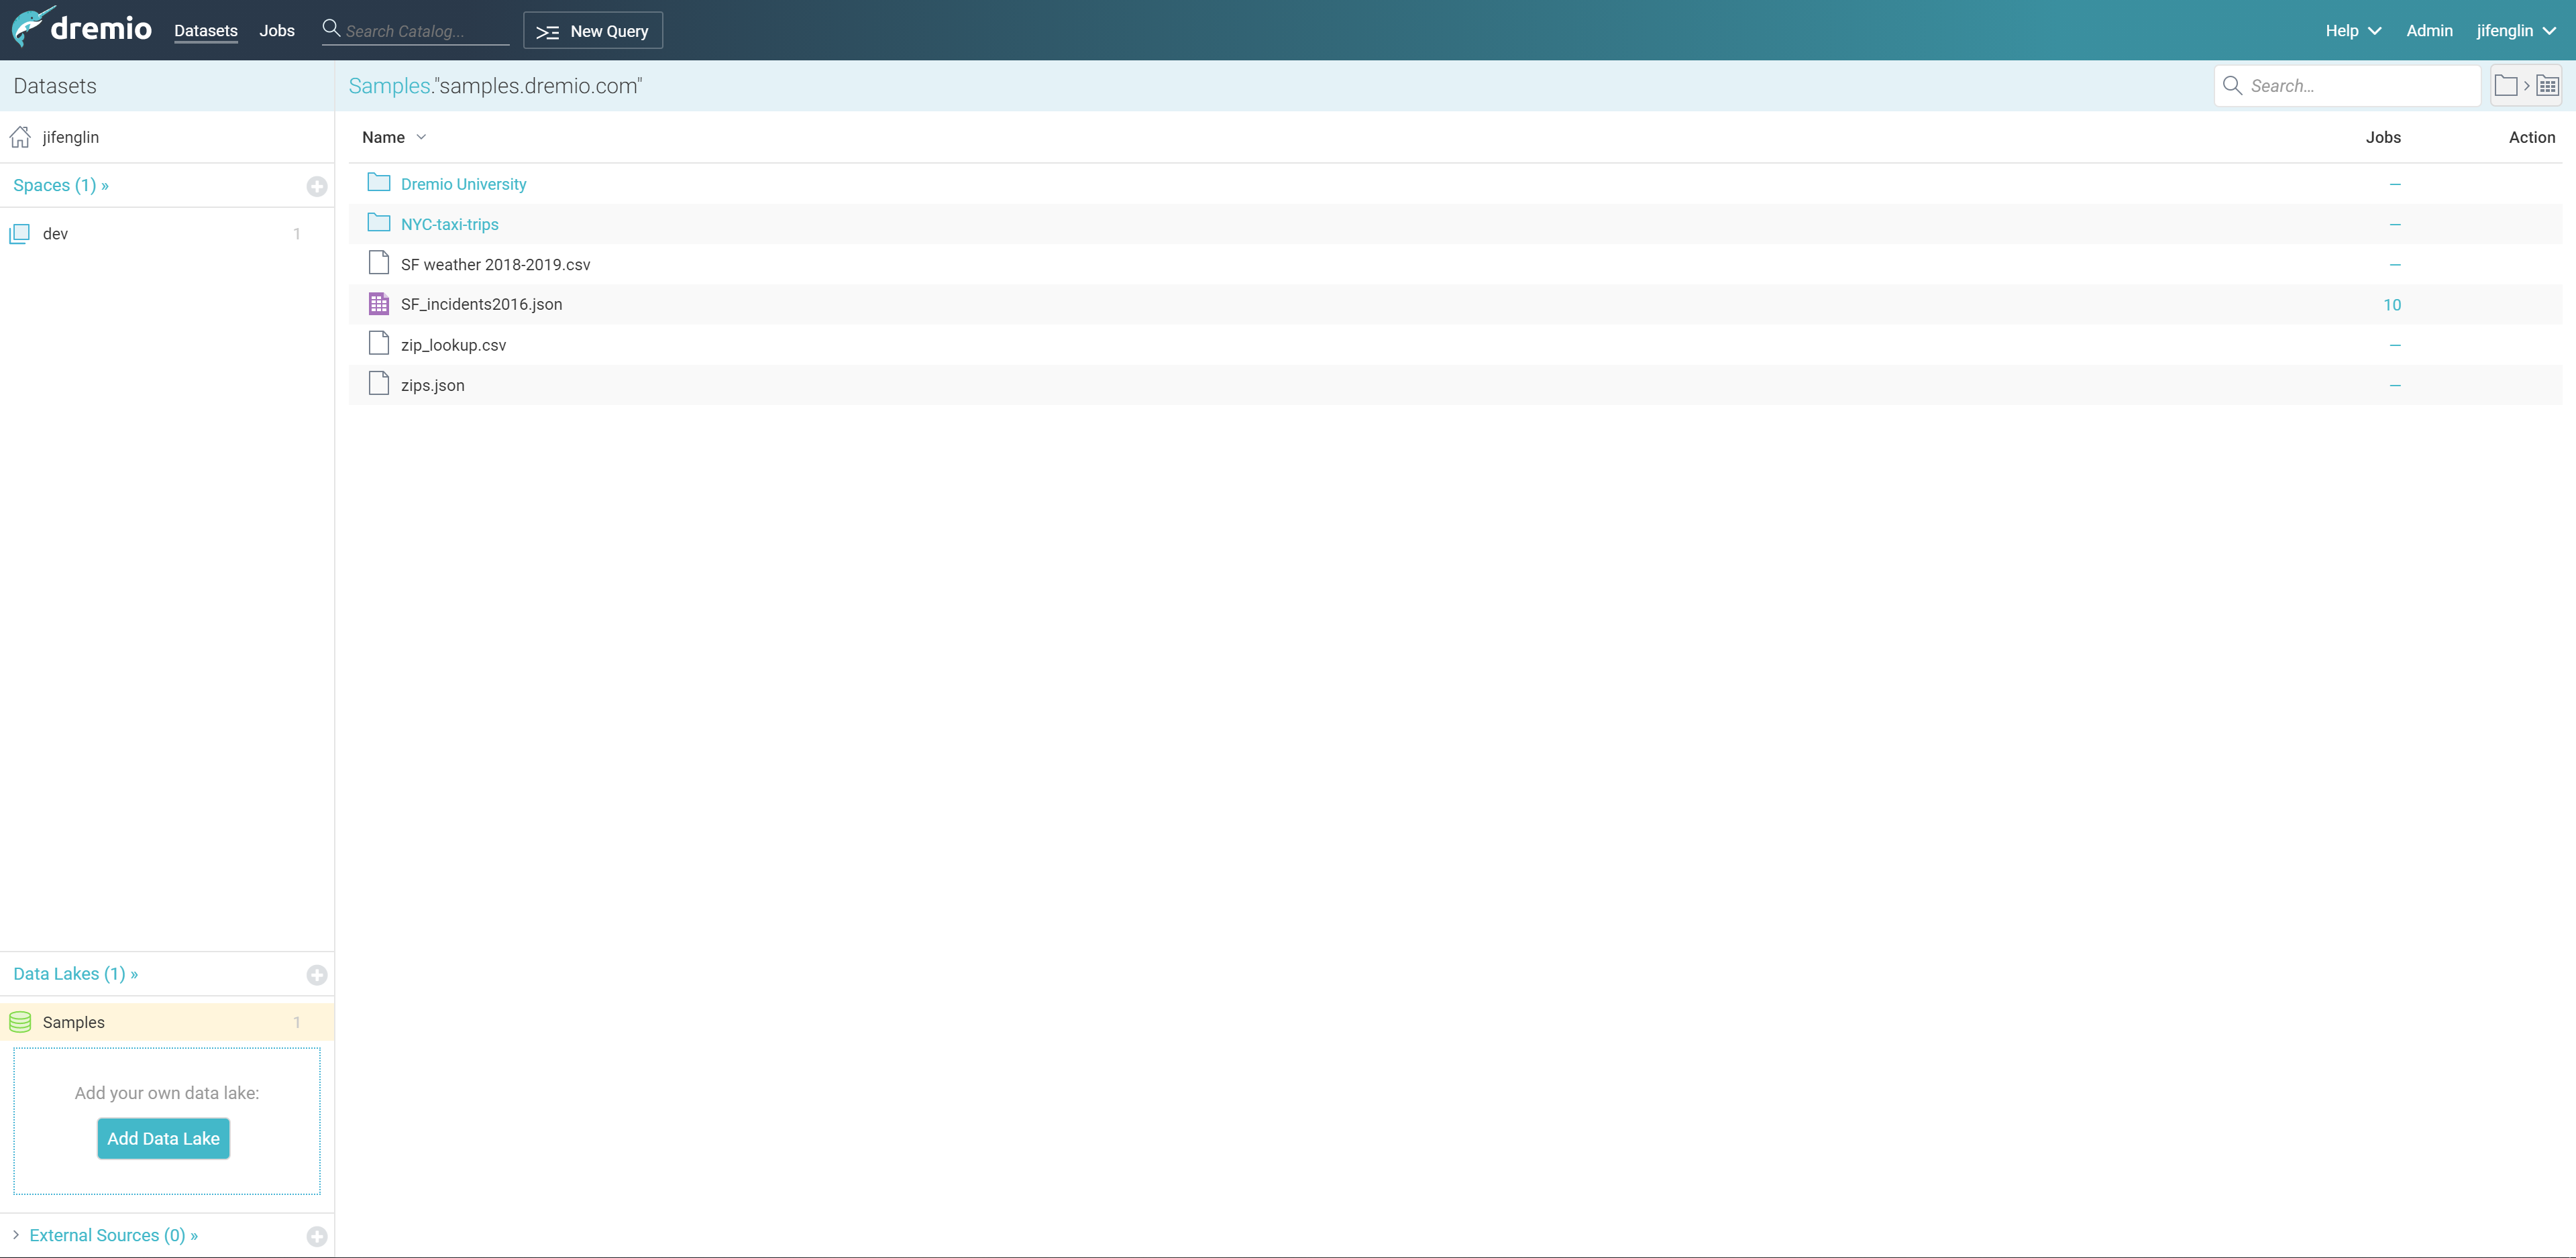 dremio Datasets Jobs Search Catalog... New Query Help Admin jifenglin
Datasets
Samples."samples.dremio.com" Search...
jifenglin
Name Jobs Action
Spaces (1) »
Dremio University –
NYC-taxi-trips –
dev 1
SF weather 2018-2019.csv –
SF_incidents2016.json 10
zip_lookup.csv –
zips.json –
Data Lakes (1) »
Samples 1
Add your own data lake:
Add Data Lake
External Sources (0) »